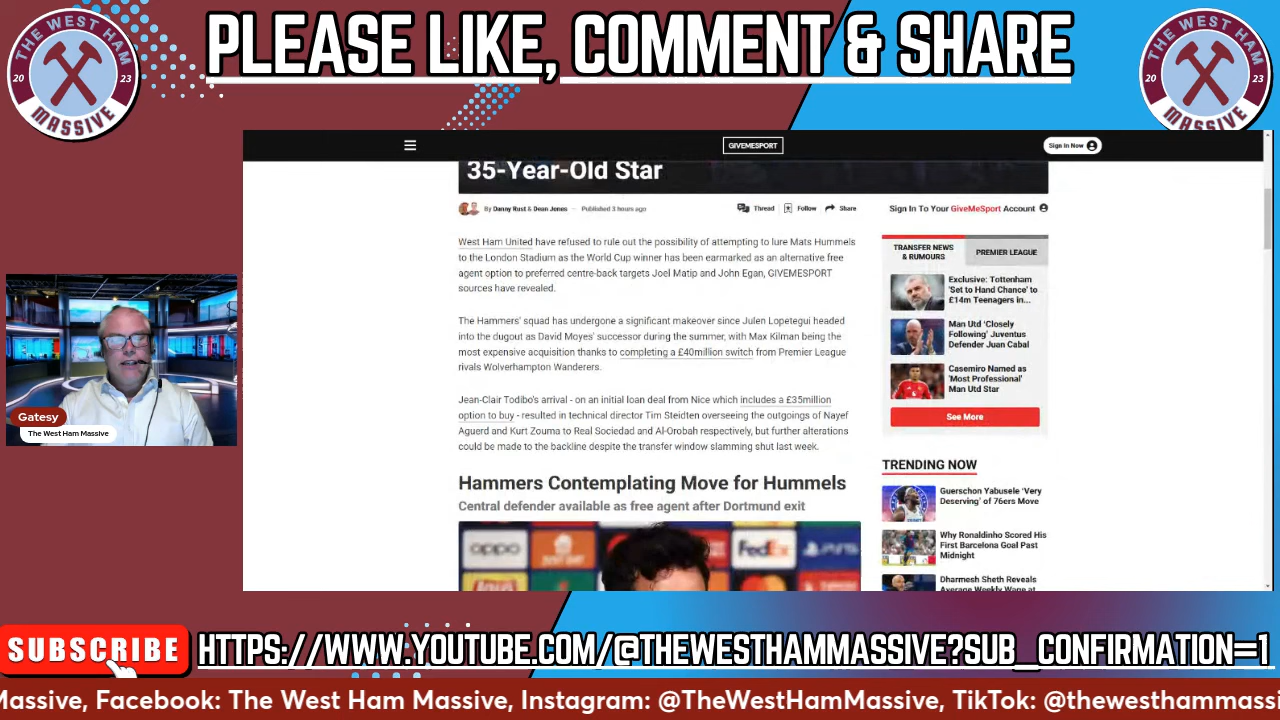 PLEASE LIKE, COMMENT & SHARE
THE WEST HAM
20 23
MASSIVE
THE WEST HAM
20 23
MASSIVE
GIVEMESPORT
Sign In Now
35-Year-Old Star
By Danny Rust & Dean Jones - Published 3 hours ago
Thread
Follow
Share
Sign In To Your GiveMeSport Account
West Ham United have refused to rule out the possibility of attempting to lure Mats Hummels
to the London Stadium as the World Cup winner has been earmarked as an alternative free
agent option to preferred centre-back targets Joel Matip and John Egan, GIVEMESPORT
sources have revealed.
The Hammers' squad has undergone a significant makeover since Julen Lopetegui headed
into the dugout as David Moyes' successor during the summer, with Max Kilman being the
most expensive acquisition thanks to completing a £40million switch from Premier League
rivals Wolverhampton Wanderers.
Jean-Clair Todibo's arrival - on an initial loan deal from Nice which includes a £35million
option to buy - resulted in technical director Tim Steidten overseeing the outgoings of Nayef
Aguerd and Kurt Zouma to Real Sociedad and Al-Orobah respectively, but further alterations
could be made to the backline despite the transfer window slamming shut last week.
Hammers Contemplating Move for Hummels
Central defender available as free agent after Dortmund exit
oppo
FedEx
TRANSFER NEWS
& RUMOURS
PREMIER LEAGUE
Exclusive: Tottenham
'Set to Hand Chance' to
£14m Teenagers in...
Man Utd 'Closely
Following' Juventus
Defender Juan Cabal
Casemiro Named as
'Most Professional'
Man Utd Star
See More
TRENDING NOW
Guerschon Yabusele 'Very
Deserving' of 76ers Move
Why Ronaldinho Scored His
First Barcelona Goal Past
Midnight
Dharmesh Sheth Reveals
Average Weekly Wage at
Gatesy
The West Ham Massive
SUBSCRIBE
HTTPS://WWW.YOUTUBE.COM/@THEWESTHAMMASSIVE?SUB_CONFIRMATION=1
Massive, Facebook: The West Ham Massive, Instagram: @TheWestHamMassive, TikTok: @thewesthammassi